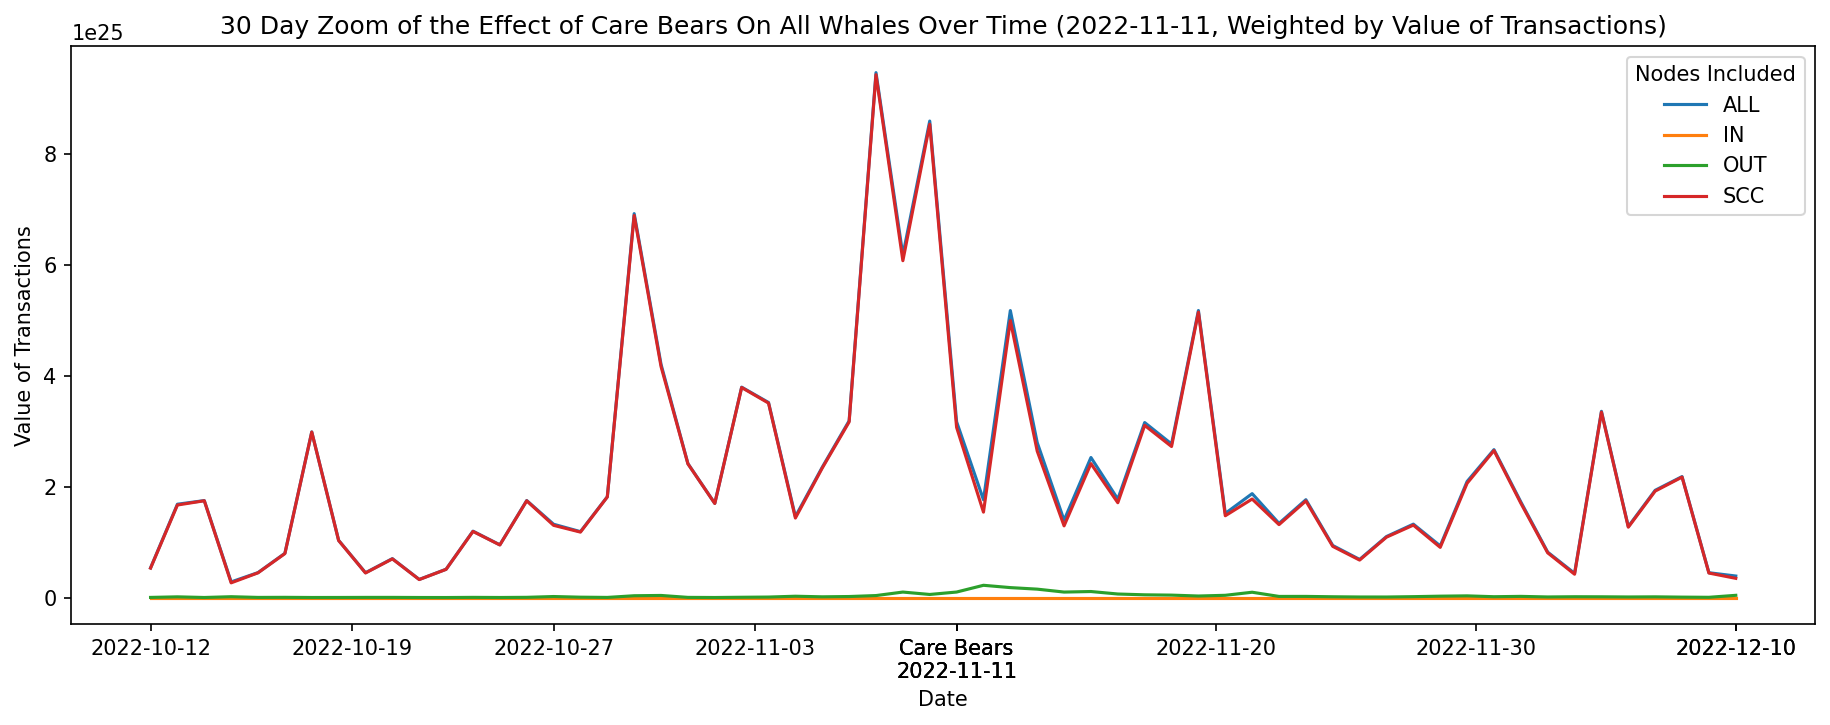 30 Day Zoom of the Effect of Care Bears On All Whales Over Time (2022-11-11, Weighted by Value of Transactions)
1e25
Nodes Included
ALL
IN
OUT
SCC
8
6
4
2
0
Value of Transactions
2022-10-12
2022-10-19
2022-10-27
2022-11-03
Care Bears
2022-11-11
2022-11-20
2022-11-30
2022-12-10
Date